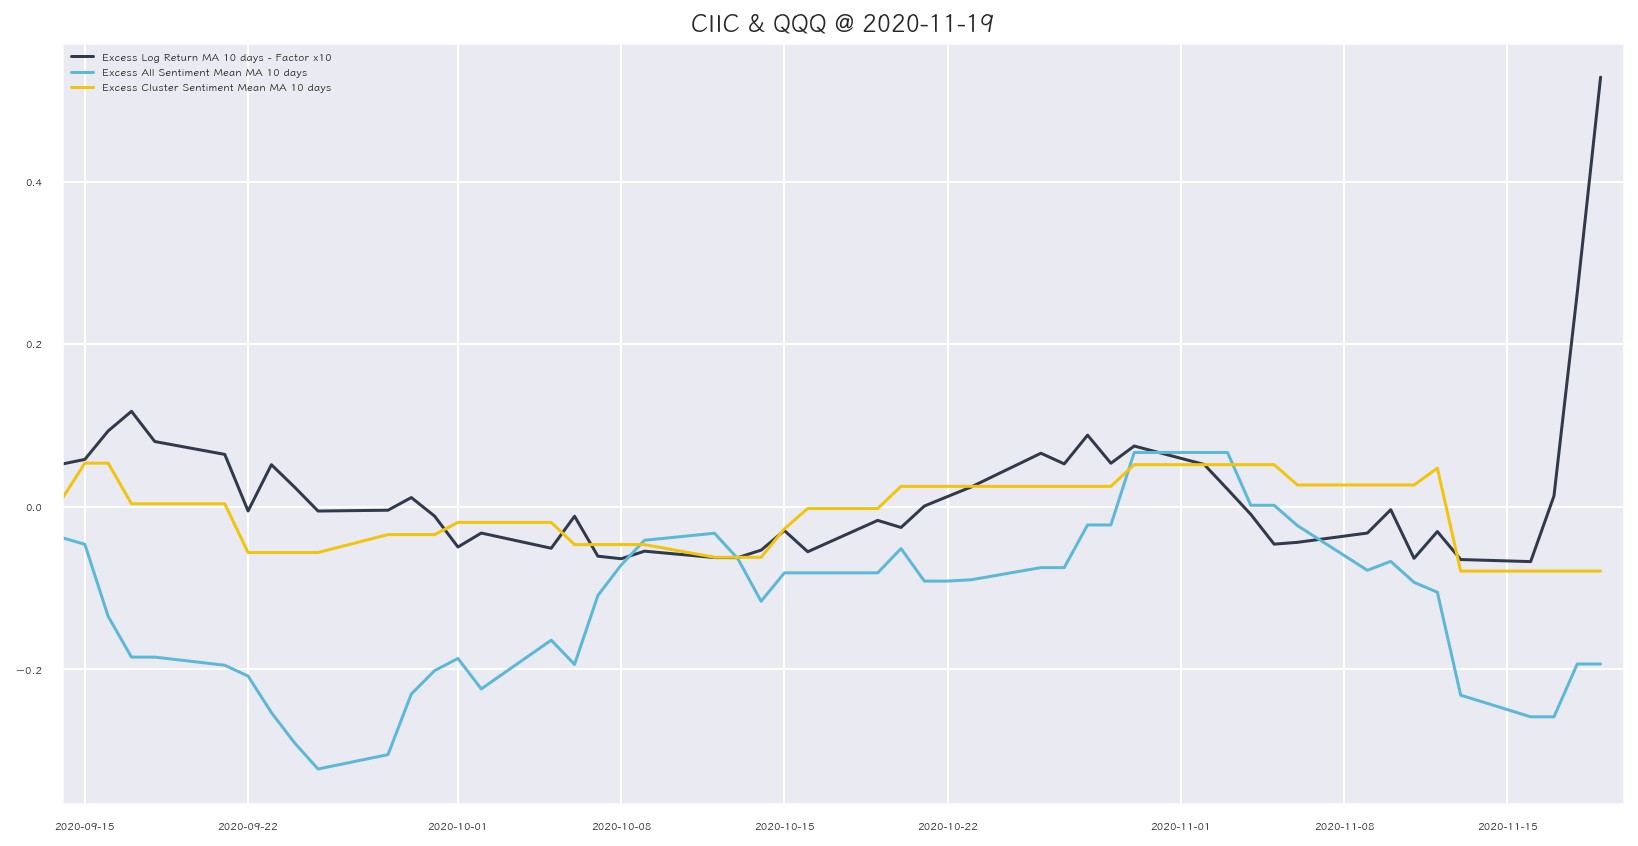 CIIC & QQQ @ 2020-11-19
Excess Log Return MA 10 days - Factor x10
Excess All Sentiment Mean MA 10 days
Excess Cluster Sentiment Mean MA 10 days
0.4
0.2
0.0
−0.2
2020-09-15 2020-09-22 2020-10-01 2020-10-08 2020-10-15 2020-10-22 2020-11-01 2020-11-08 2020-11-15